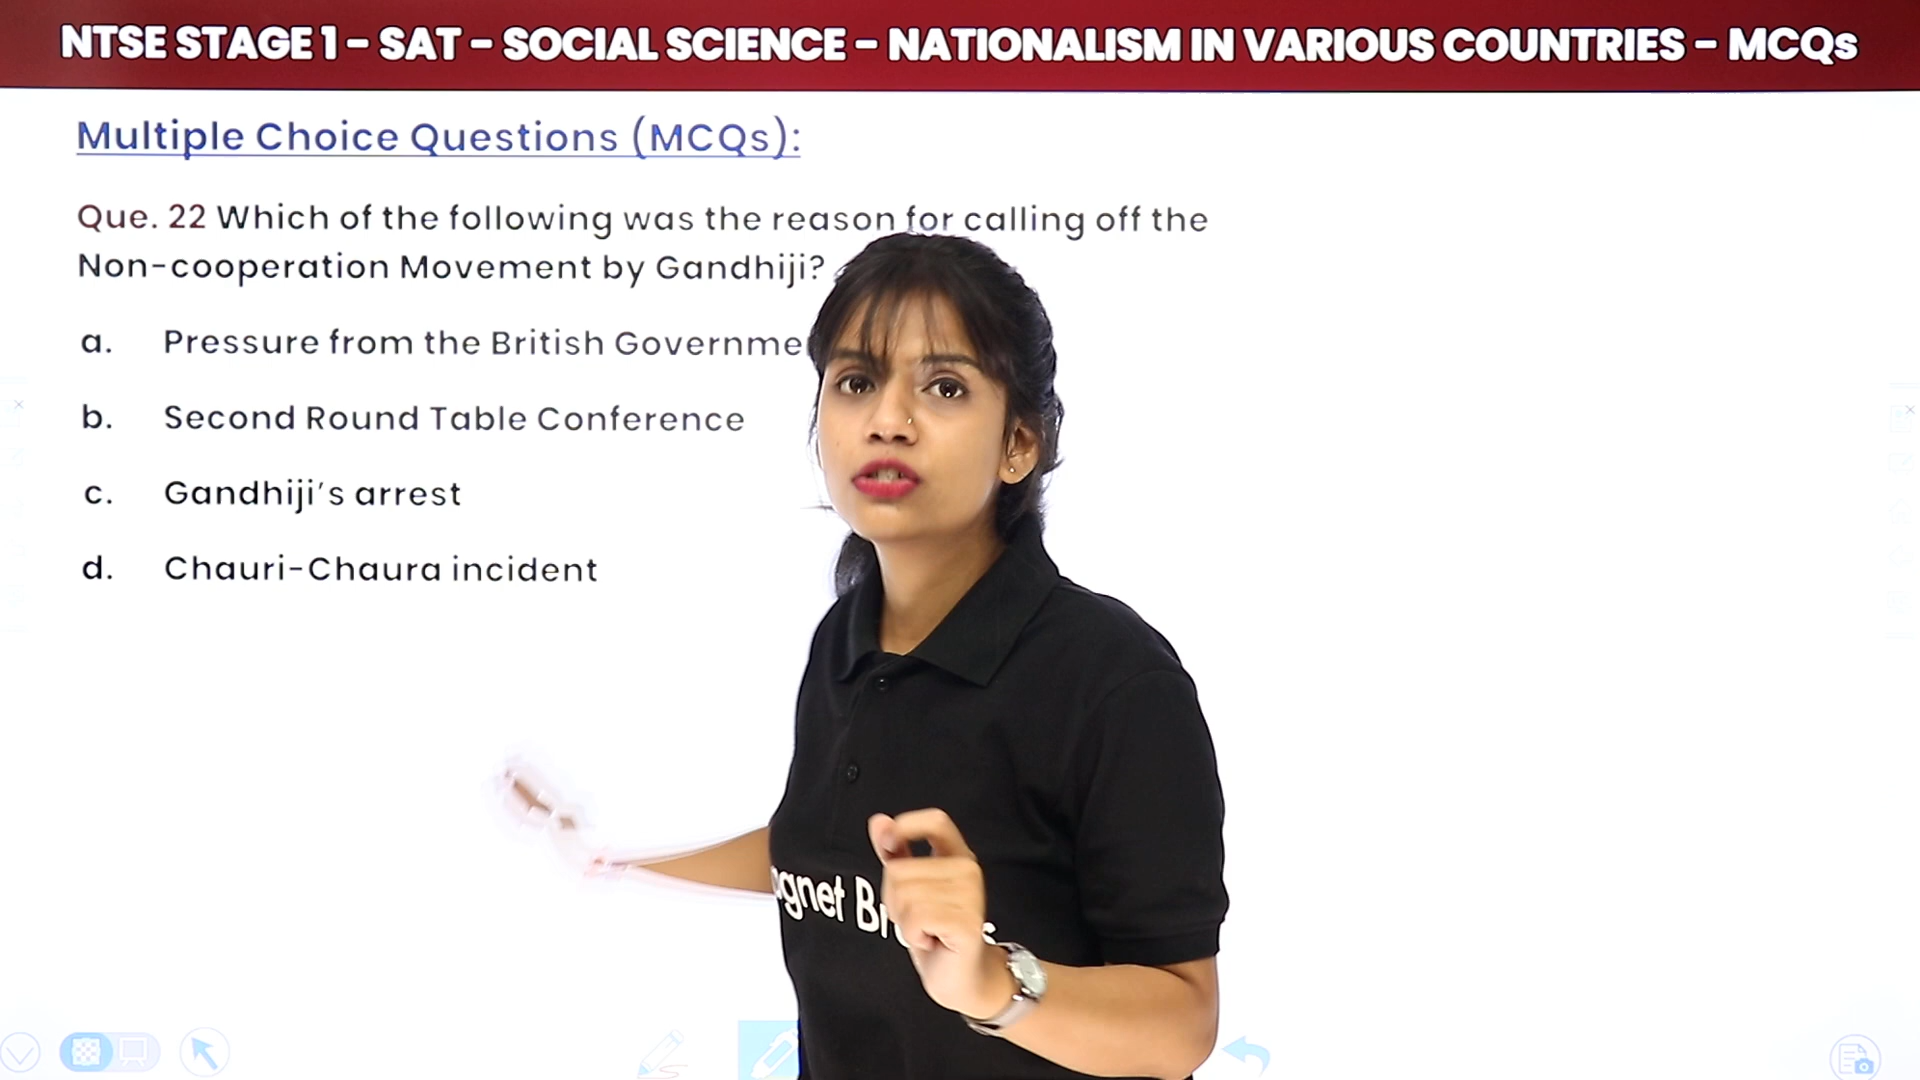 NTSE STAGE 1 - SAT - SOCIAL SCIENCE - NATIONALISM IN VARIOUS COUNTRIES - MCQs
Multiple Choice Questions (MCQs):
Que. 22 Which of the following was the reason for calling off the
Non-cooperation Movement by Gandhiji?
a. Pressure from the British
b. Second Round Table Conference
c. Gandhiji's arrest
d. Chauri-Chaura incident